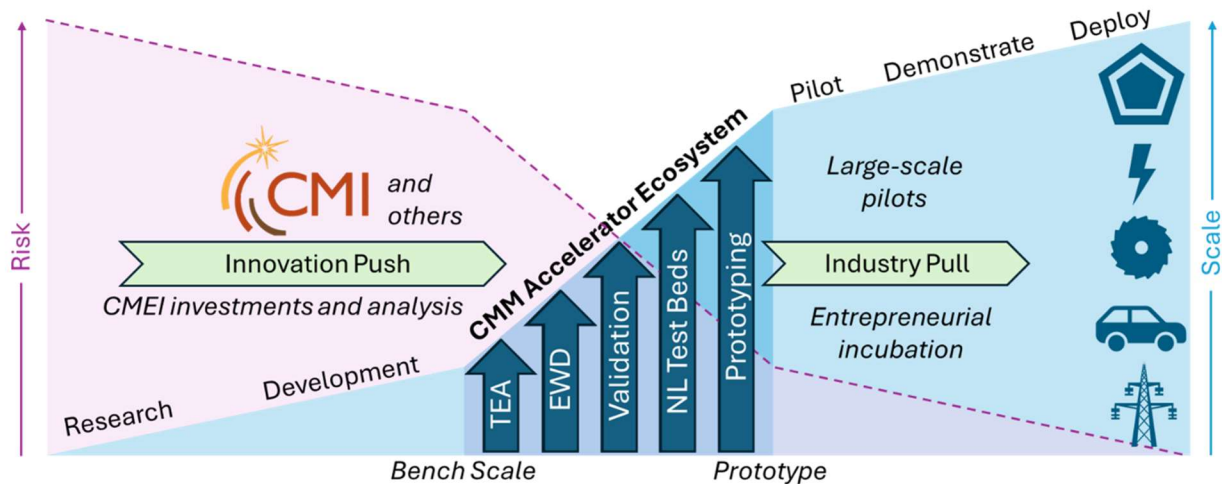 Risk
CMI
and
others
Innovation Push
CMEI investments and analysis
Research
Development
CMM Accelerator Ecosystem
TEA
EWD
Validation
NL Test Beds
Prototyping
Bench Scale
Prototype
Pilot
Demonstrate
Deploy
Large-scale
pilots
Industry Pull
Entrepreneurial
incubation
Scale